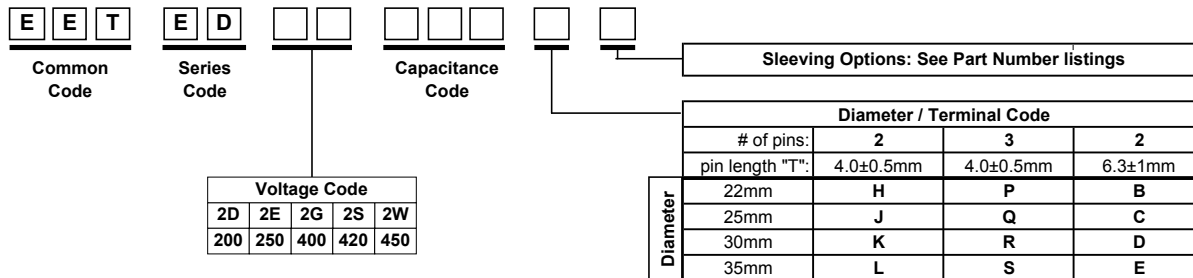 E E T E D
Common Code
Series Code
Capacitance Code
Sleeving Options: See Part Number listings
Diameter / Terminal Code
# of pins: 2 3 2
pin length "T": 4.0±0.5mm 4.0±0.5mm 6.3±1mm
Diameter
22mm H P B
25mm J Q C
30mm K R D
35mm L S E
Voltage Code
2D 2E 2G 2S 2W
200 250 400 420 450